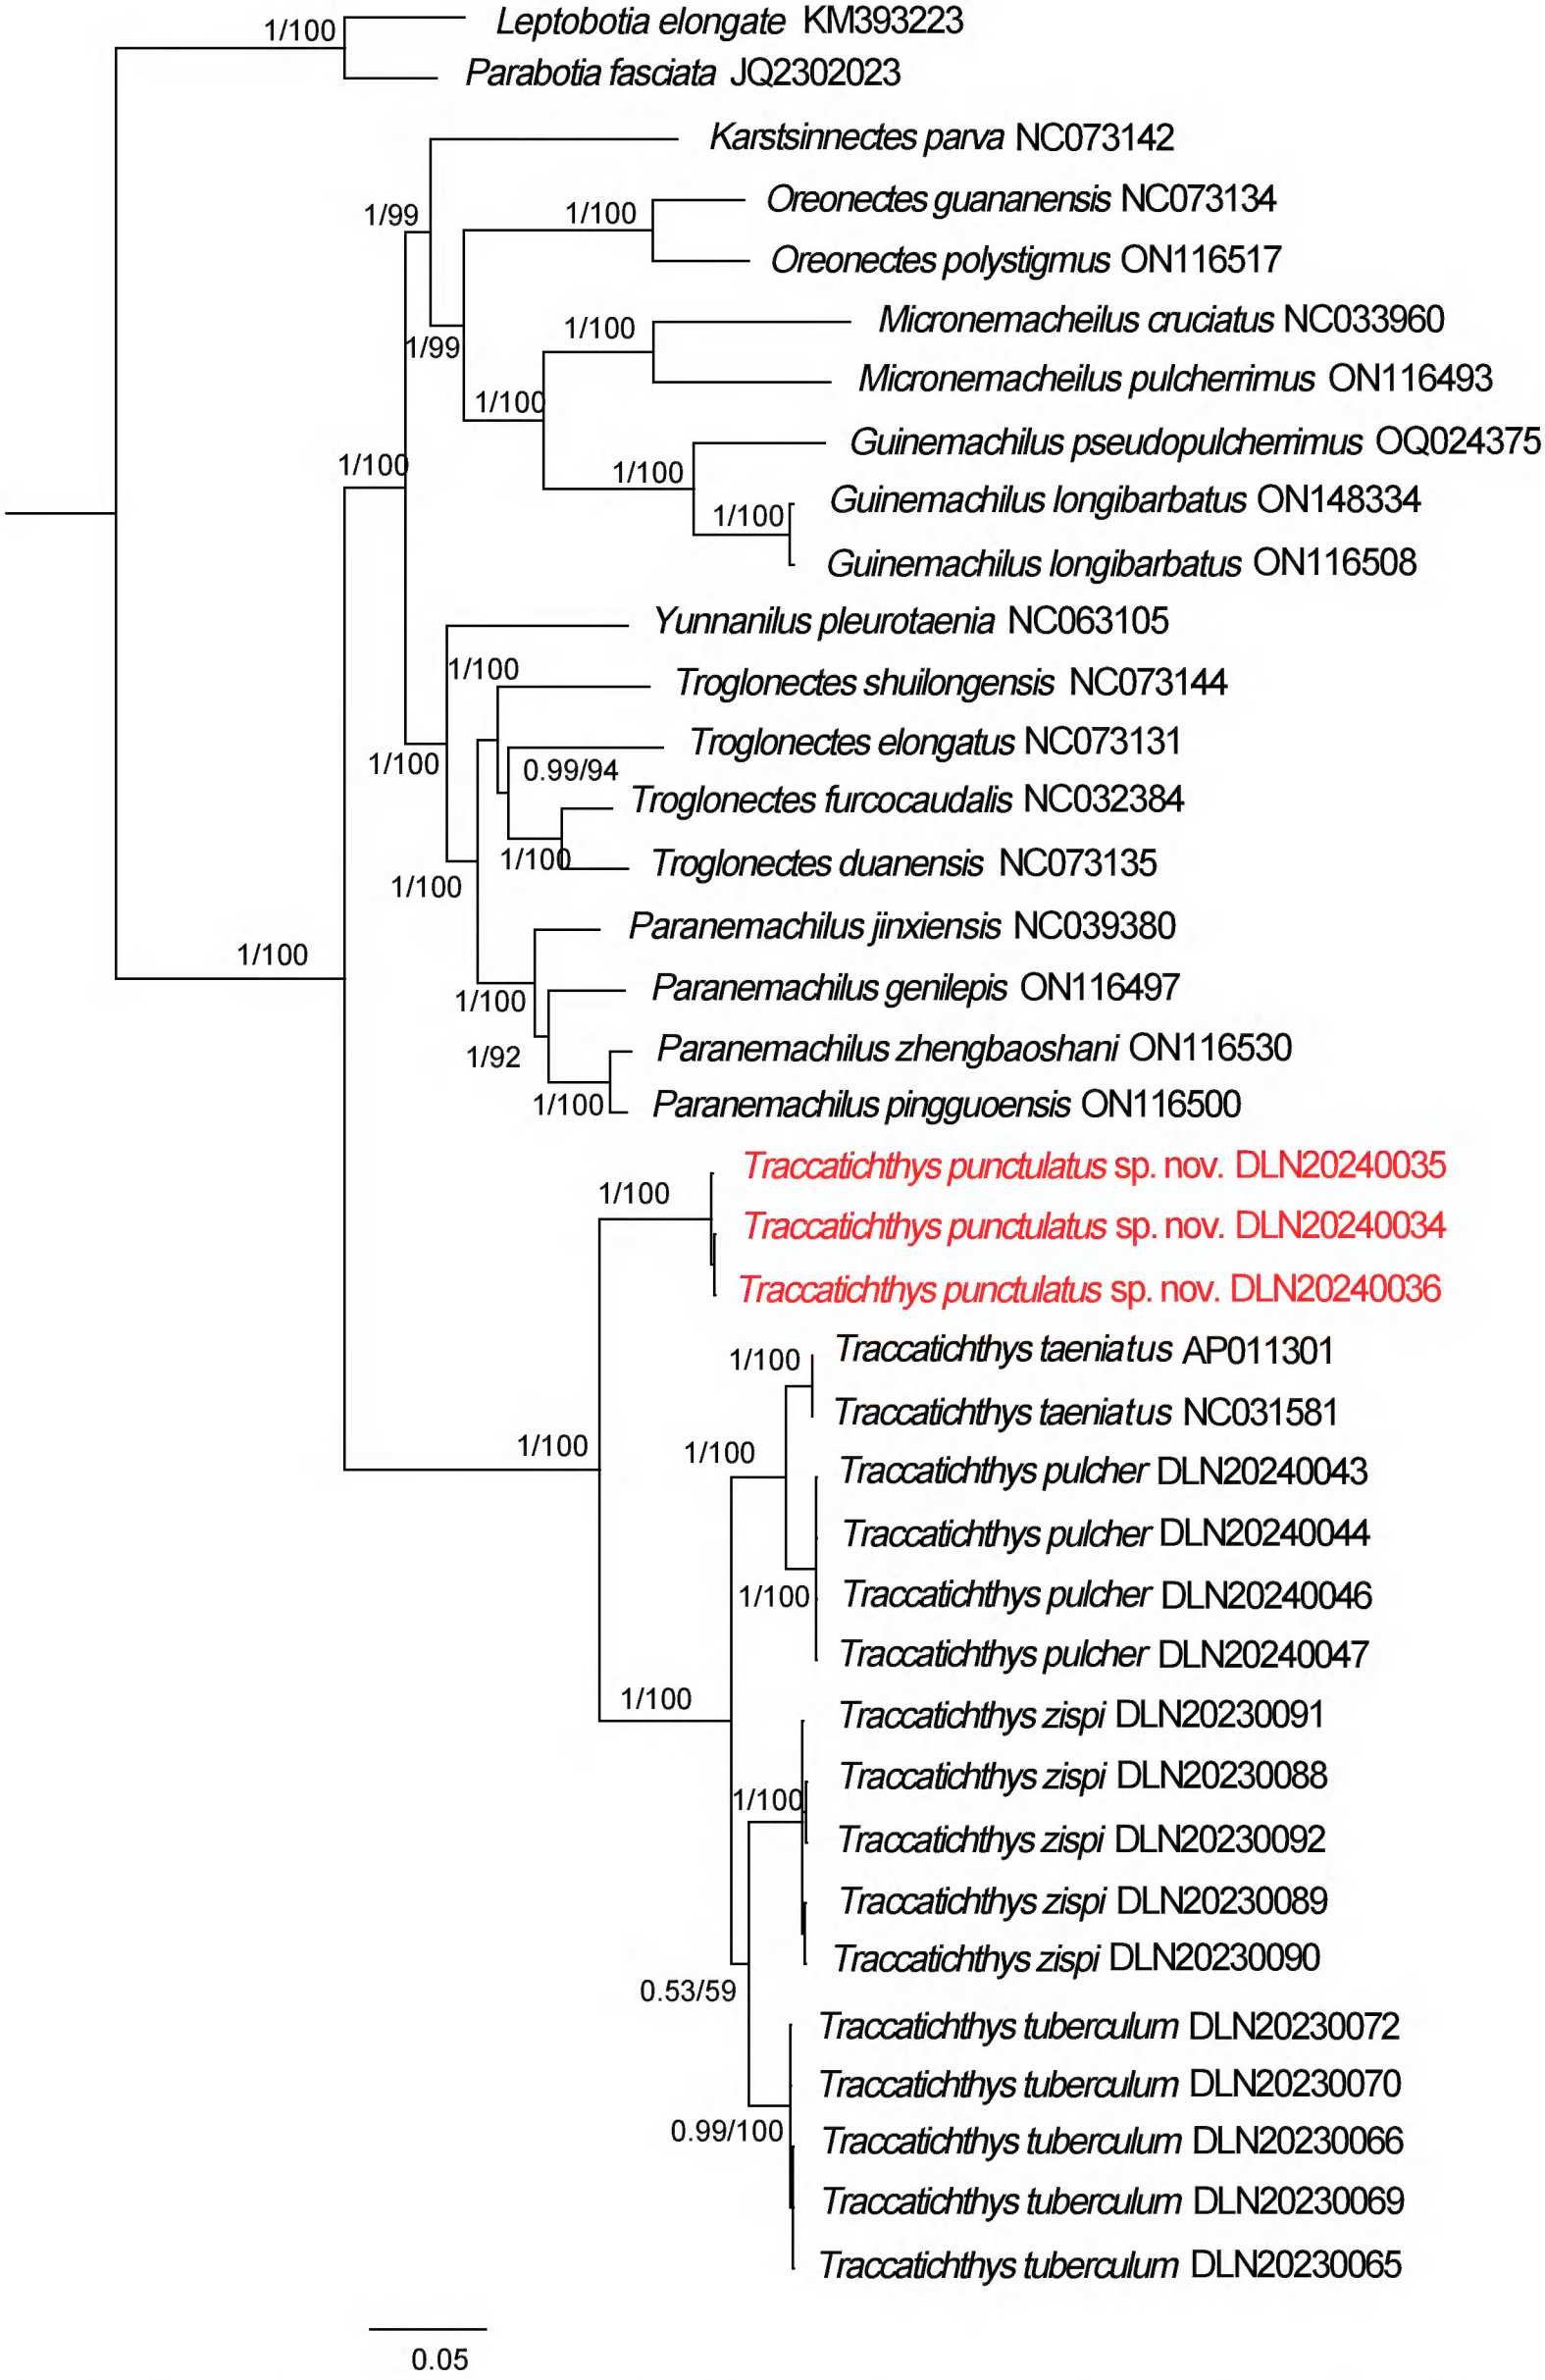 1/100
Leptobotia elongate KM393223
Parabotia fasciata JQ2302023
Karstsinnectes parva NC073142
1/99
1/100
Oreonectes guananensis NC073134
Oreonectes polystigmus ON116517
1/99
1/100
Micronemacheilus cruciatus NC033960
Micronemacheilus pulcherrimus ON116493
1/100
Guinemachilus pseudopulcherrimus OQ024375
1/100
1/100
Guinemachilus longibarbatus ON148334
1/100
Guinemachilus longibarbatus ON116508
Yunnanilus pleurotaenia NC063105
1/100
Troglonectes shuilongensis NC073144
Troglonectes elongatus NC073131
1/100
0.99/94
Troglonectes furcocaudalis NC032384
1/100
Troglonectes duanensis NC073135
1/100
Paranemachilus jinxiensis NC039380
1/100
Paranemachilus genilepis ON116497
1/100
1/92
Paranemachilus zhengbaoshani ON116530
1/100
Paranemachilus pingguoensis ON116500
Traccatichthys punctulatus sp. nov. DLN20240035
1/100
Traccatichthys punctulatus sp. nov. DLN20240034
Traccatichthys punctulatus sp. nov. DLN20240036
1/100
Traccatichthys taeniatus AP011301
Traccatichthys taeniatus NC031581
1/100
1/100
Traccatichthys pulcher DLN20240043
Traccatichthys pulcher DLN20240044
1/100
Traccatichthys pulcher DLN20240046
Traccatichthys pulcher DLN20240047
1/100
Traccatichthys zispi DLN20230091
Traccatichthys zispi DLN20230088
1/100
Traccatichthys zispi DLN20230092
Traccatichthys zispi DLN20230089
Traccatichthys zispi DLN20230090
0.53/59
Traccatichthys tuberculum DLN20230072
Traccatichthys tuberculum DLN20230070
0.99/100
Traccatichthys tuberculum DLN20230066
Traccatichthys tuberculum DLN20230069
Traccatichthys tuberculum DLN20230065
0.05